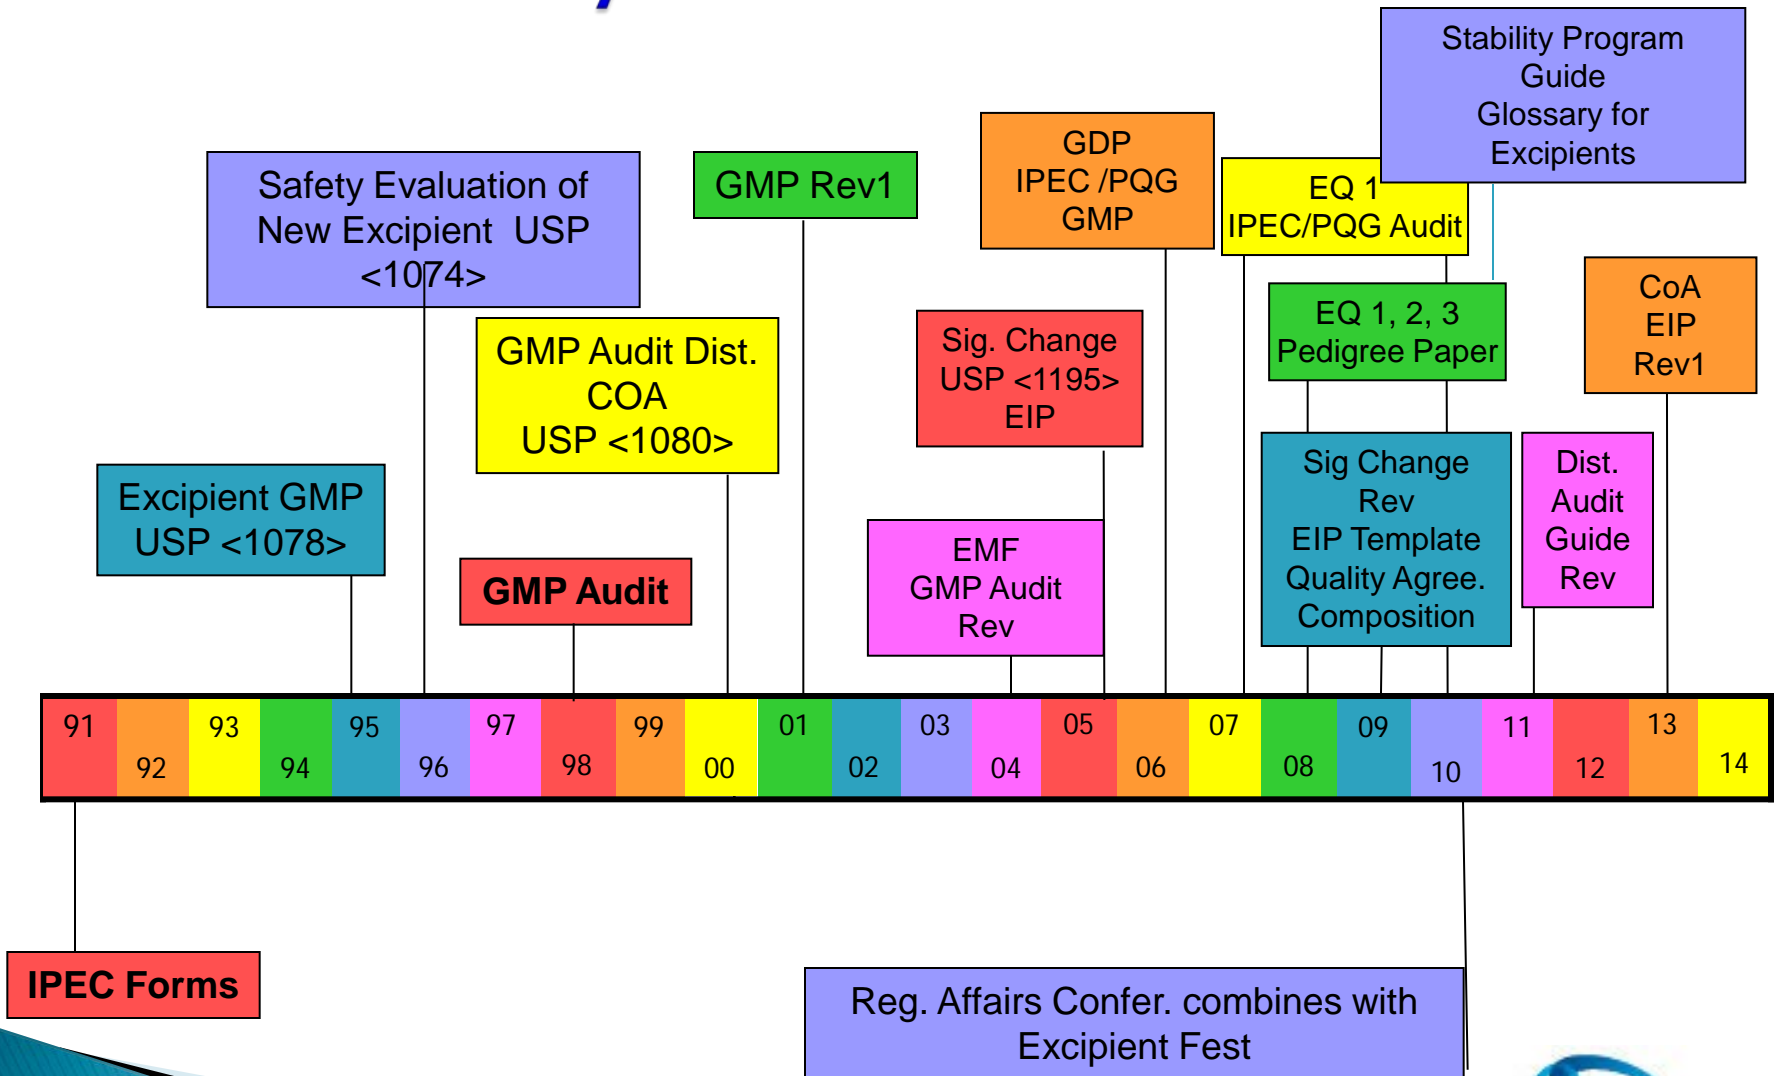 Stability Program
Guide
Glossary for
Excipients
Safety Evaluation of
New Excipient USP
<1074>
GMP Rev1
GDP
IPEC /PQG
GMP
EQ 1
IPEC/PQG Audit
CoA
EIP
Rev1
EQ 1, 2, 3
Pedigree Paper
Sig. Change
USP <1195>
EIP
GMP Audit Dist.
COA
USP <1080>
Excipient GMP
USP <1078>
GMP Audit
EMF
GMP Audit
Rev
Sig Change
Rev
EIP Template
Quality Agree.
Composition
Dist.
Audit
Guide
Rev
91
92
93
94
95
96
97
98
99
00
01
02
03
04
05
06
07
08
09
10
11
12
13
14
IPEC Forms
Reg. Affairs Confer. combines with
Excipient Fest